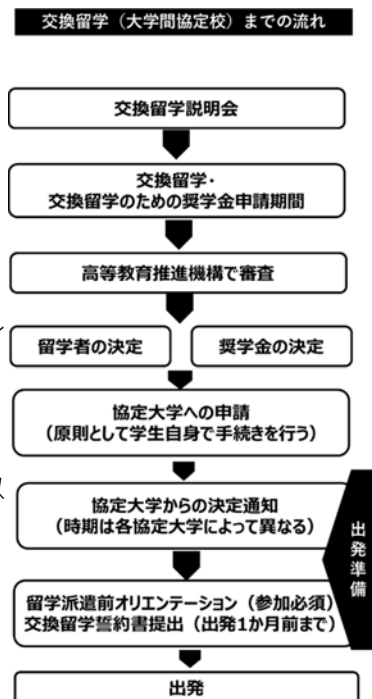 交換留学（大学間協定校）までの流れ
交換留学説明会
交換留学・
交換留学のための奨学金申請期間
高等教育推進機構で審査
留学者の決定
奨学金の決定
協定大学への申請
（原則として学生自身で手続きを行う）
協定大学からの決定通知
（時期は各協定大学によって異なる）
出発準備
留学派遣前オリエンテーション（参加必須）
交換留学誓約書提出（出発1か月前まで）
出発